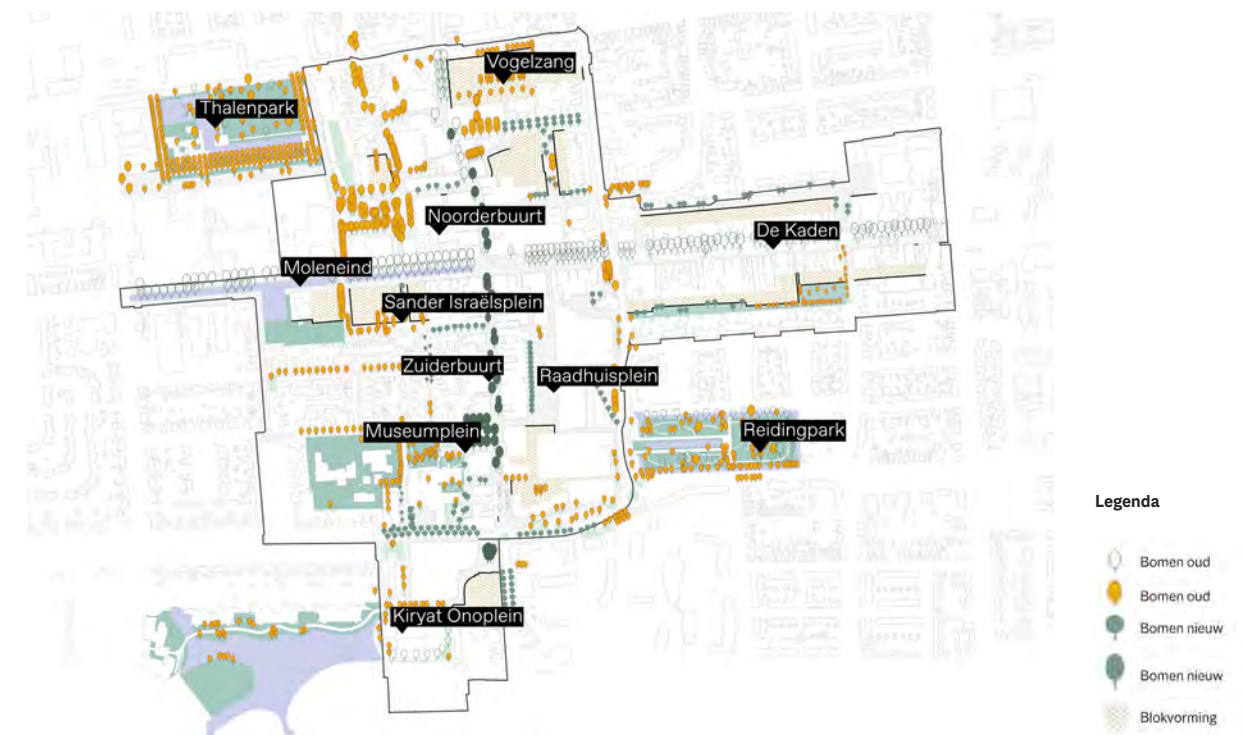 Vogelzang
Thalenpark
Noorderbuurt
De Kaden
Moleneind
Sander Israëlsplein
Zuiderbuurt
Raadhuisplein
Museumplein
Reidingpark
Kiryat Onoplein
Legenda
Bomen oud
Bomen oud
Bomen nieuw
Bomen nieuw
Blokvorming